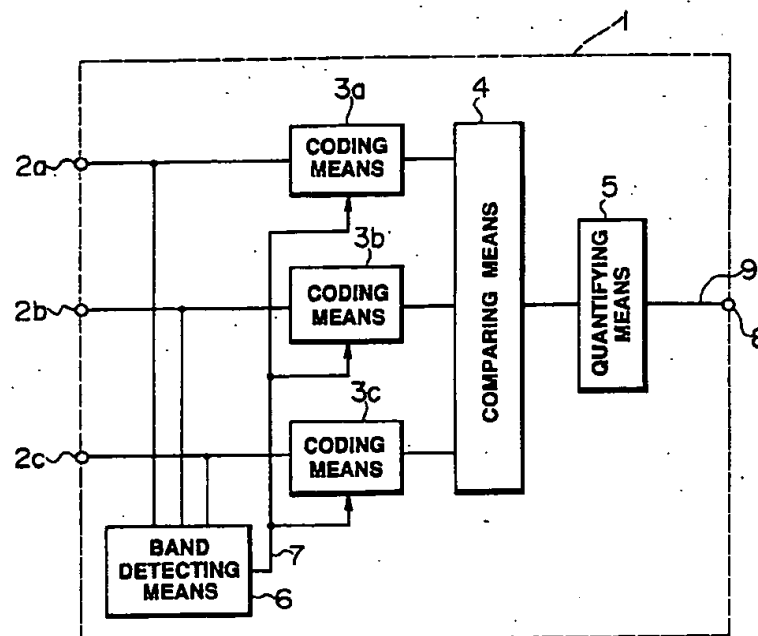 1
3a
4
2a
CODING
MEANS
5
3b
2b
CODING
MEANS
COMPARING MEANS
QUANTIFYING
MEANS
9
8
3c
2c
CODING
MEANS
BAND
DETECTING
MEANS
7
6